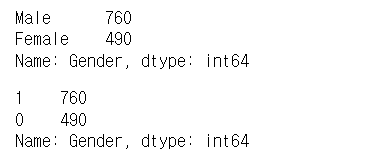 Male 760
Female 490
Name: Gender, dtype: int64
1 760
0 490
Name: Gender, dtype: int64